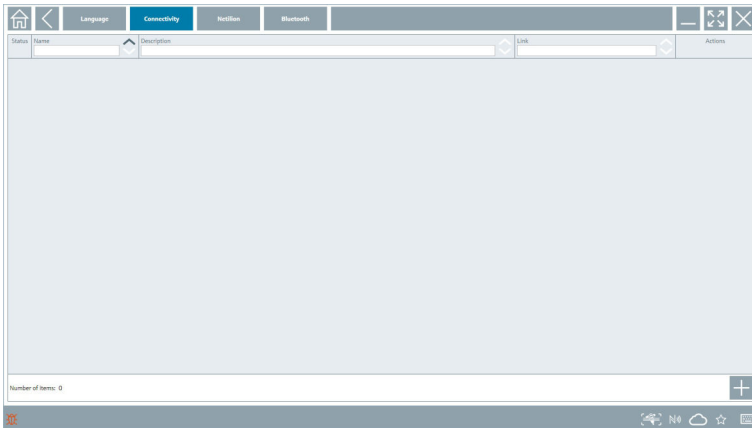 Language Connectivity Netilion Bluetooth
Status Name Description Link Actions
Number of items: 0